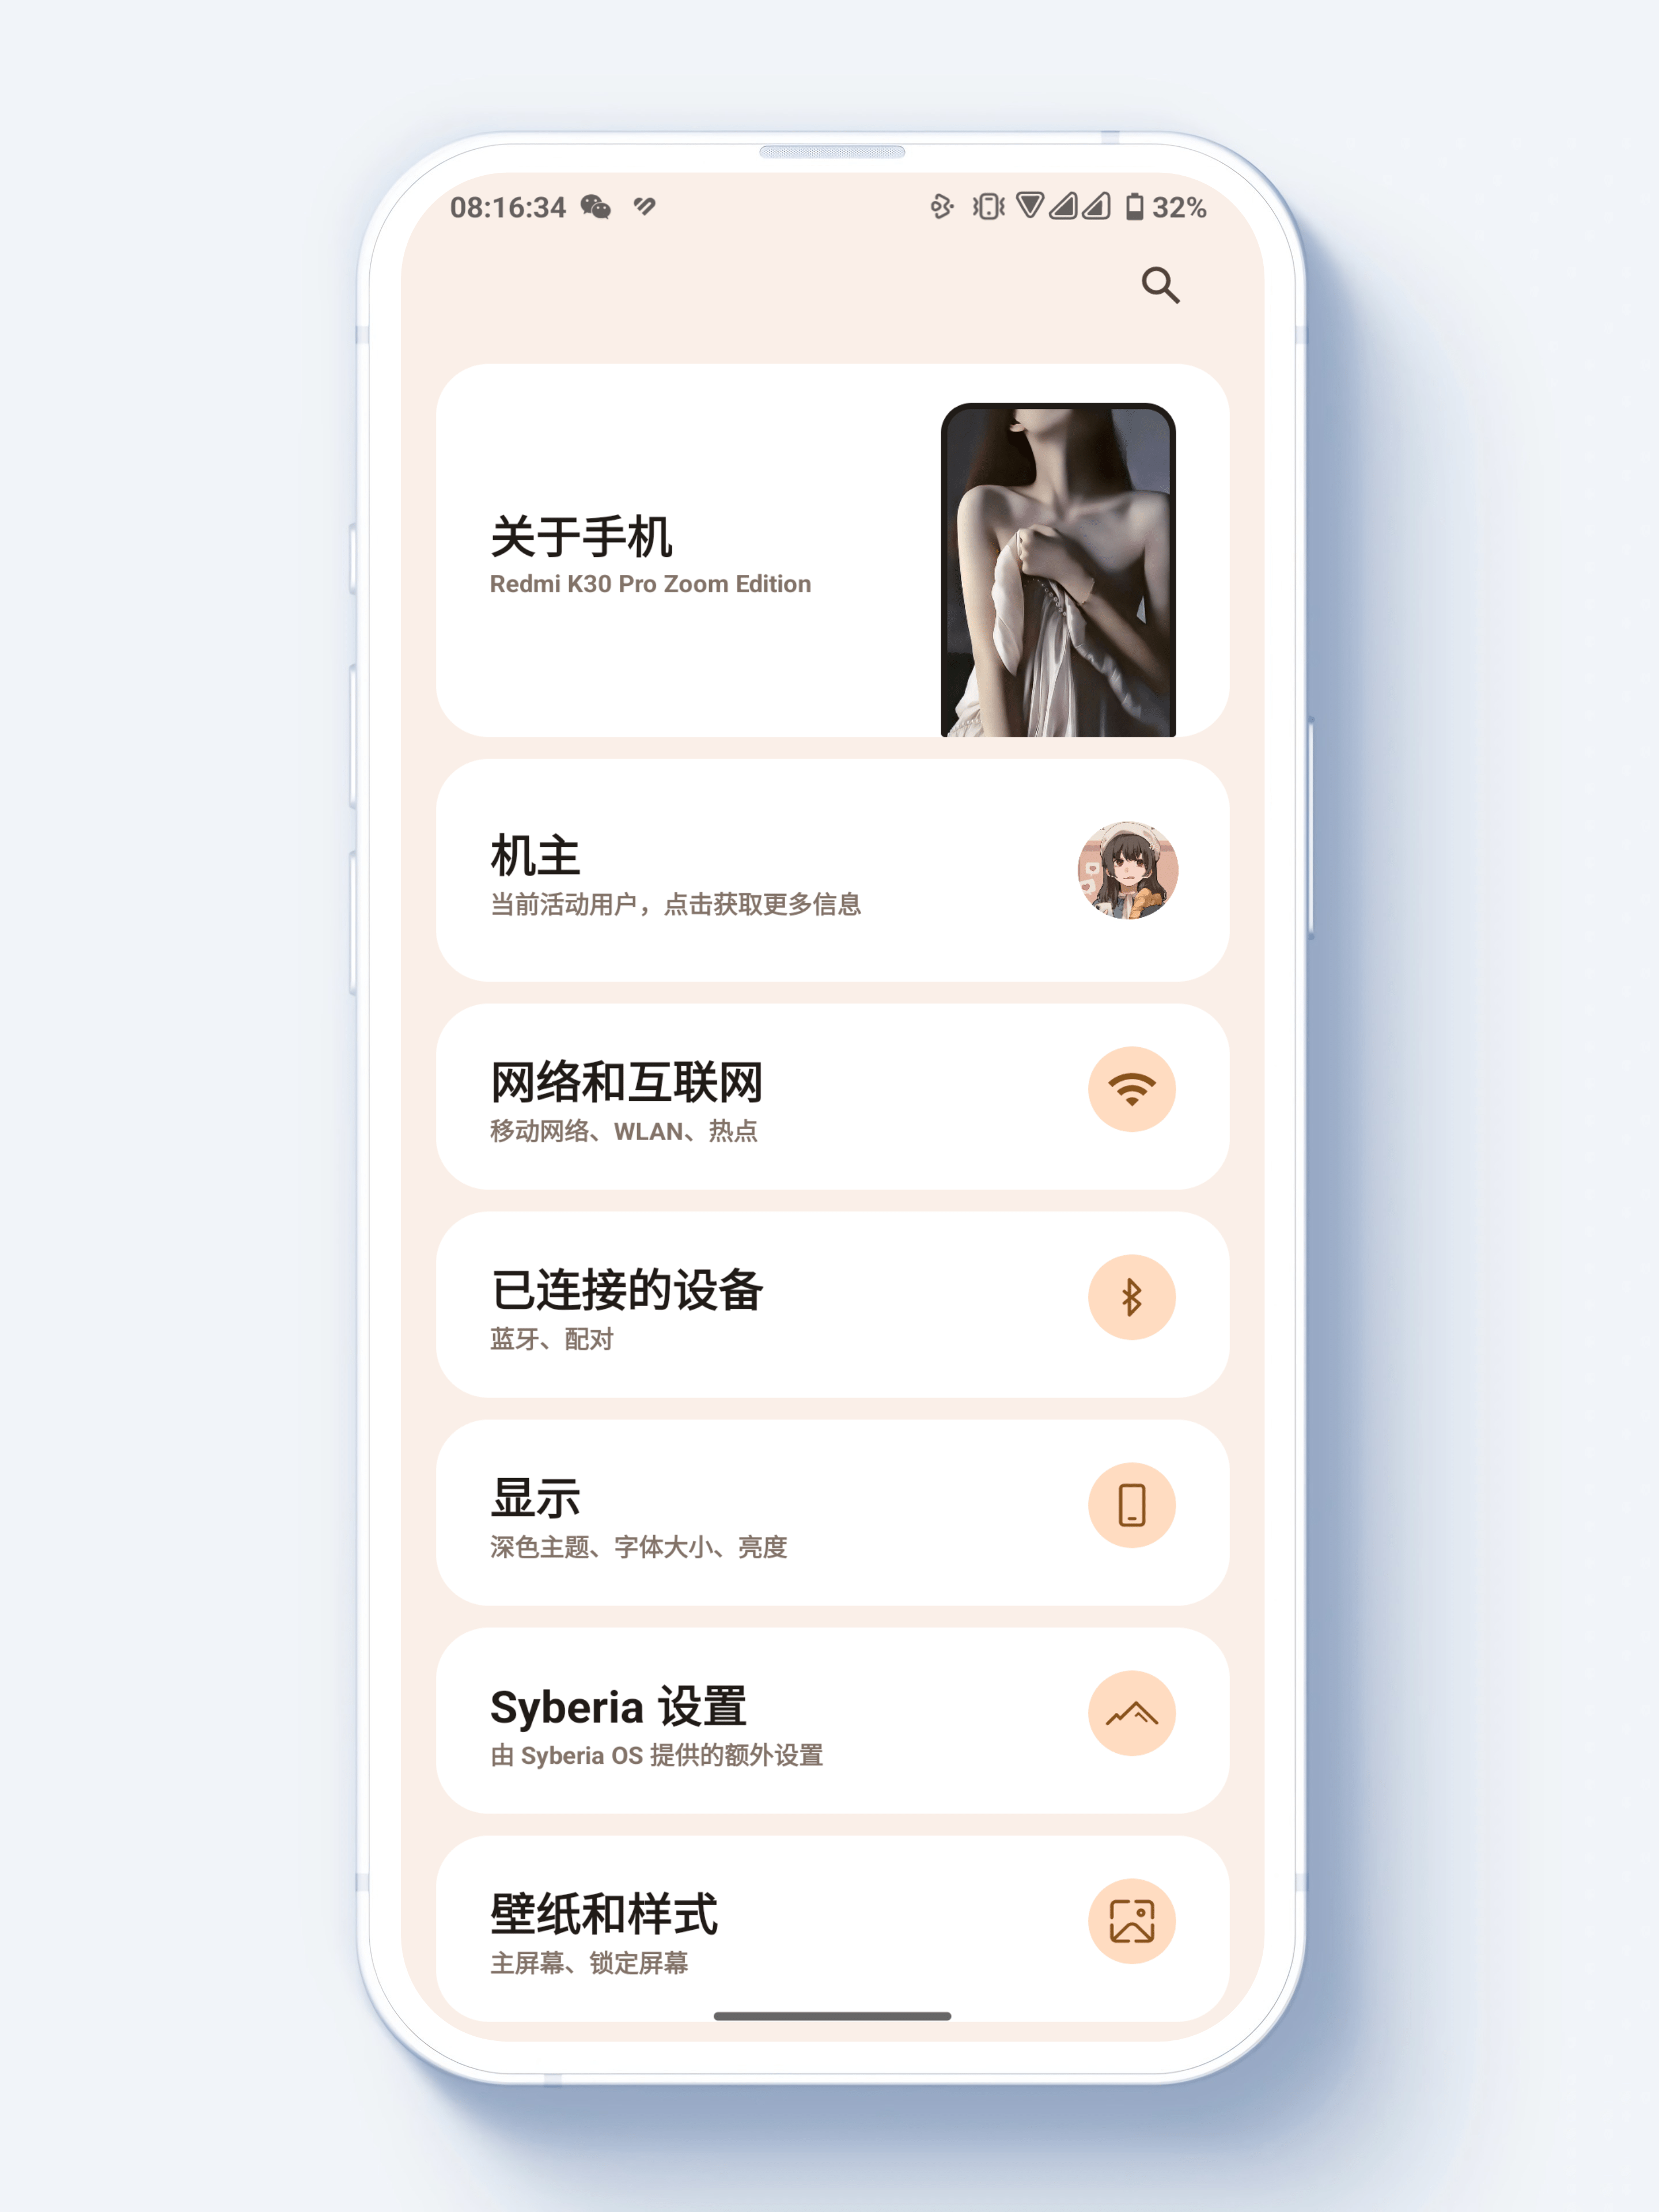 08:16:34
32%
关于手机
Redmi K30 Pro Zoom Edition
机主
当前活动用户，点击获取更多信息
网络和互联网
移动网络、WLAN、热点
已连接的设备
蓝牙、配对
显示
深色主题、字体大小、亮度
Syberia 设置
由 Syberia OS 提供的额外设置
壁纸和样式
主屏幕、锁定屏幕